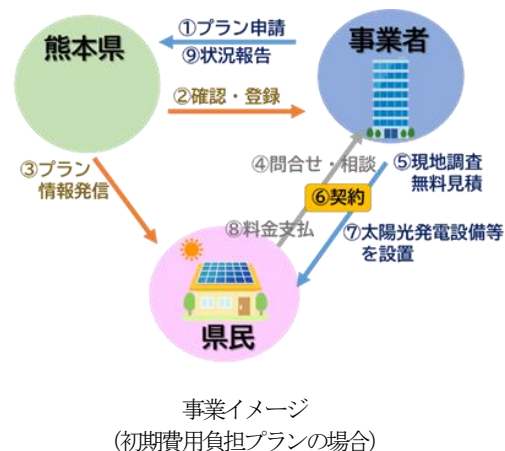 熊本県
①プラン申請
⑨状況報告
事業者
②確認・登録
③プラン
情報発信
④問合せ・相談
⑤現地調査
無料見積
⑥契約
⑧料金支払
⑦太陽光発電設備等
を設置
県民
事業イメージ
(初期費用負担プランの場合)